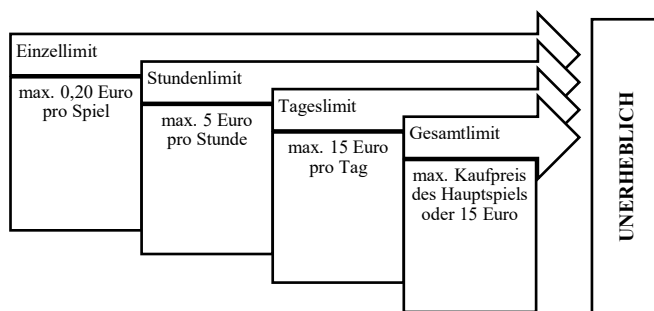 Einzellimit
max. 0,20 Euro
pro Spiel
Stundenlimit
max. 5 Euro
pro Stunde
Tageslimit
max. 15 Euro
pro Tag
Gesamtlimit
max. Kaufpreis
des Hauptspiels
oder 15 Euro
UNERHEBLICH